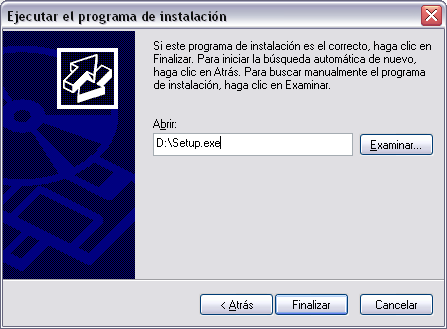 Ejecutar el programa de instalación
Si este programa de instalación es el correcto, haga clic en
Finalizar. Para iniciar la búsqueda automática de nuevo,
haga clic en Atrás. Para buscar manualmente el programa
de instalación, haga clic en Examinar.
Abrir:
D:\Setup.exe
Examinar...
< Atrás
Finalizar
Cancelar